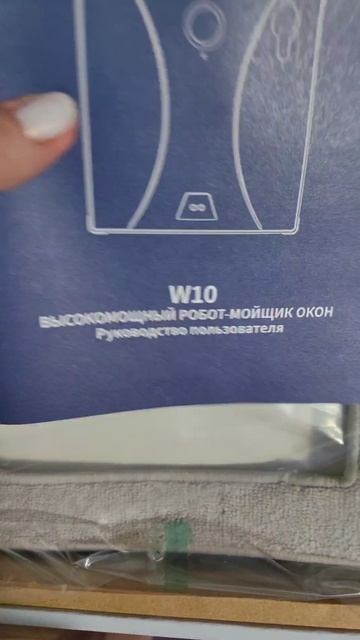 W10
ВЫСОКОМОЩНЫЙ РОБОТ-МОЙЩИК ОКОН
Руководство пользователя